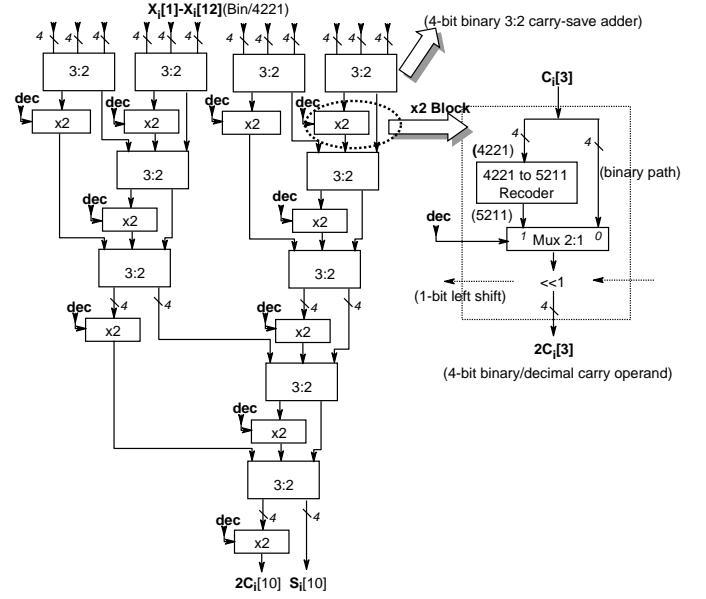 Xi[1]-Xi[12](Bin/4221)
(4-bit binary 3:2 carry-save adder)
4 4 4 4 4 4 4 4 4 4 4 4
3:2 3:2 3:2 3:2
dec dec dec dec
x2 x2 x2 x2
x2 Block
Ci[3]
4 4
(4221)
(binary path)
4221 to 5211
Recoder
(5211)
3:2 3:2
dec dec
x2 x2
dec
1 Mux 2:1 0
3:2 3:2
<<1
(1-bit left shift)
4 4 4 4
4
dec dec
x2 x2
2Ci[3]
(4-bit binary/decimal carry operand)
3:2
dec
x2
3:2
4 4
dec
x2
2Ci[10] Si[10]